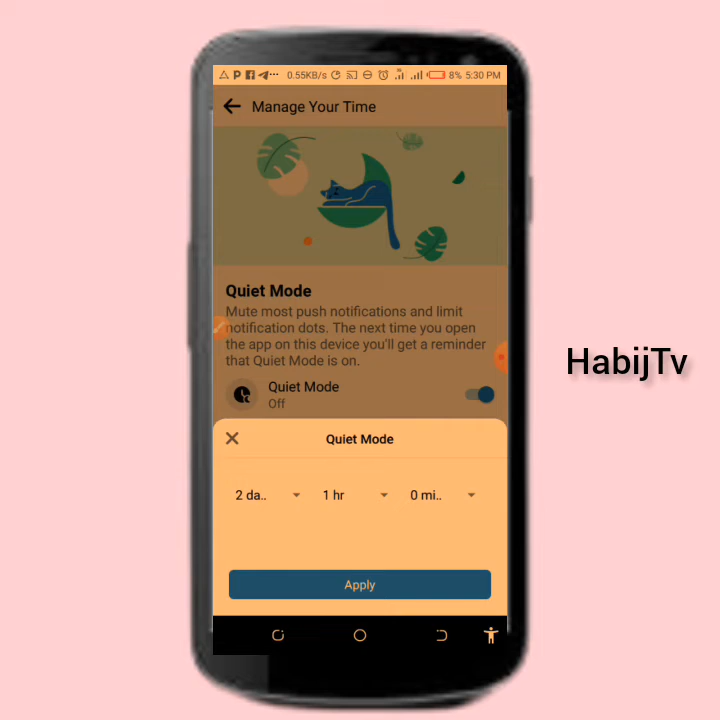 0.55KB/s 8% 5:30 PM
Manage Your Time
Quiet Mode
Mute most push notifications and limit
notification dots. The next time you open
the app on this device you'll get a reminder
that Quiet Mode is on.
Quiet Mode
Off
HabijTv
Quiet Mode
2 da.. 1 hr 0 mi..
Apply